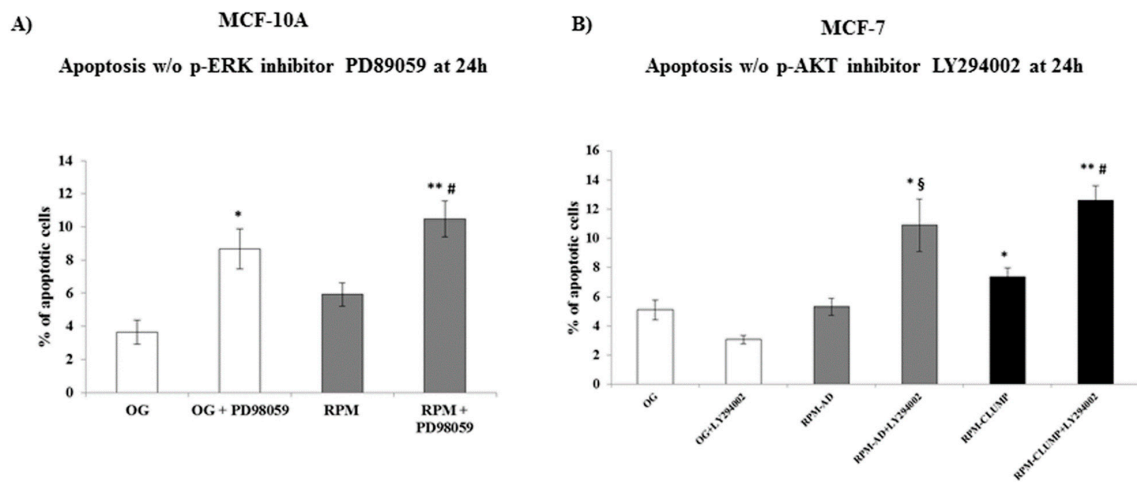 A)
MCF-10A
Apoptosis w/o p-ERK inhibitor PD89059 at 24h
% of apoptotic cells
14
12
10
8
6
4
2
0
*
** #
OG
OG + PD98059
RPM
RPM +
PD98059
B)
MCF-7
Apoptosis w/o p-AKT inhibitor LY294002 at 24h
% of apoptotic cells
16
14
12
10
8
6
4
2
0
* §
*
** #
OG
OG+LY294002
RPM-AD
RPM-AD+LY294002
RPM-CLUMP
RPM-CLUMP+LY294002